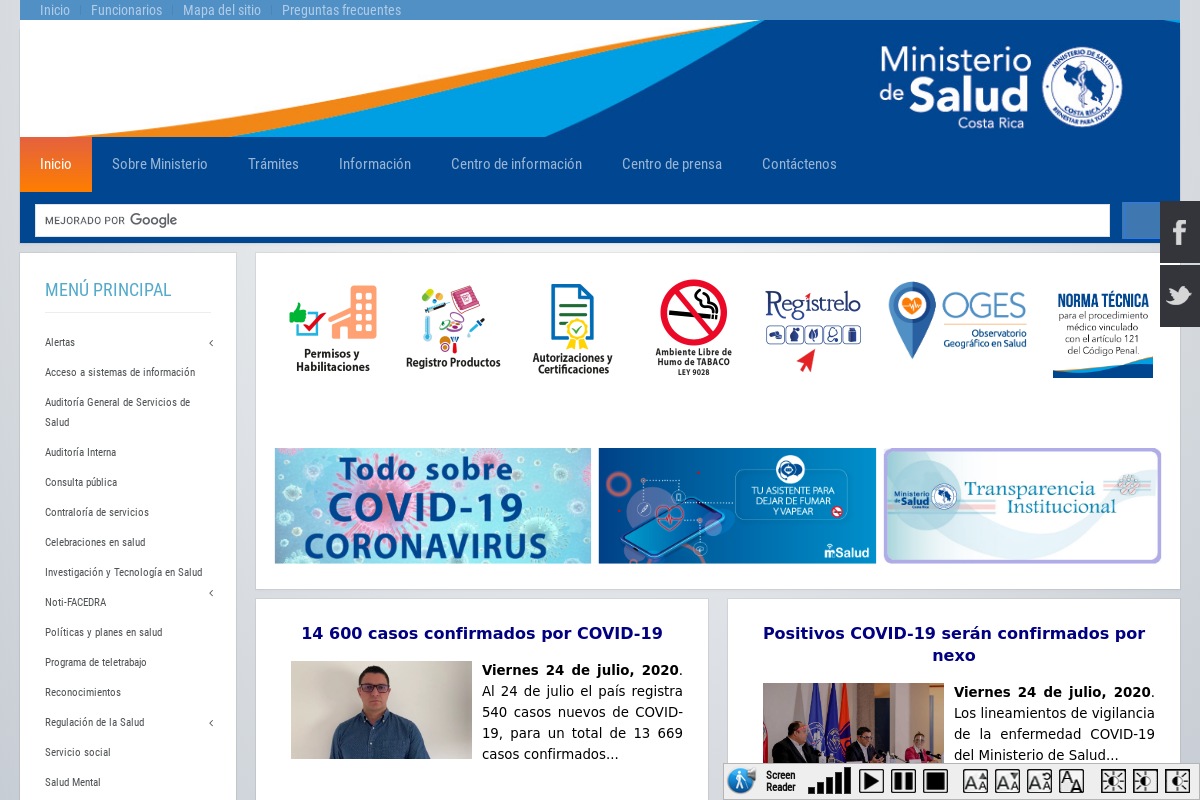 Inicio
Funcionarios
Mapa del sitio
Preguntas frecuentes
Ministerio
de Salud
Costa Rica
MINISTERIO DE SALUD
COSTA RICA
BIENESTAR PARA TODOS
Inicio
Sobre Ministerio
Trámites
Información
Centro de información
Centro de prensa
Contáctenos
MEJORADO POR Google
MENÚ PRINCIPAL
Alertas
Acceso a sistemas de información
Auditoría General de Servicios de
Salud
Auditoría Interna
Consulta pública
Contraloría de servicios
Celebraciones en salud
Investigación y Tecnología en Salud
Noti-FACEDRA
Políticas y planes en salud
Programa de teletrabajo
Reconocimientos
Regulación de la Salud
Servicio social
Salud Mental
Permisos y
Habilitaciones
Registro Productos
Autorizaciones y
Certificaciones
Ambiente Libre de
Humo de TABACO
LEY 9028
Regístrelo
OGES
Observatorio
Geográfico en Salud
NORMA TÉCNICA
para el procedimiento
médico vinculado
con el artículo 121
del Código Penal.
Todo sobre
COVID-19
CORONAVIRUS
TU ASISTENTE PARA
DEJAR DE FUMAR
Y VAPEAR
mSalud
Ministerio
de Salud
Costa Rica
Transparencia
Institucional
14 600 casos confirmados por COVID-19
Viernes 24 de julio, 2020.
Al 24 de julio el país registra
540 casos nuevos de COVID-
19, para un total de 13 669
casos confirmados...
Positivos COVID-19 serán confirmados por
nexo
Viernes 24 de julio, 2020.
Los lineamientos de vigilancia
de la enfermedad COVID-19
del Ministerio de Salud...
Screen
Reader